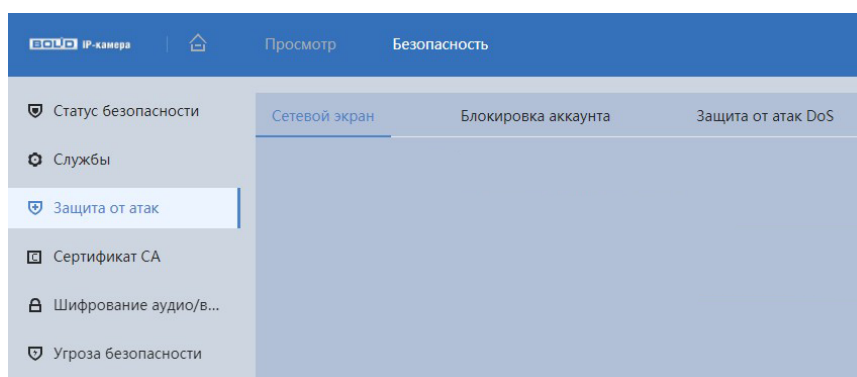 BOLID IP-камера Просмотр Безопасность
Статус безопасности
Сетевой экран Блокировка аккаунта Защита от атак DoS
Службы
Защита от атак
Сертификат CA
Шифрование аудио/в...
Угроза безопасности